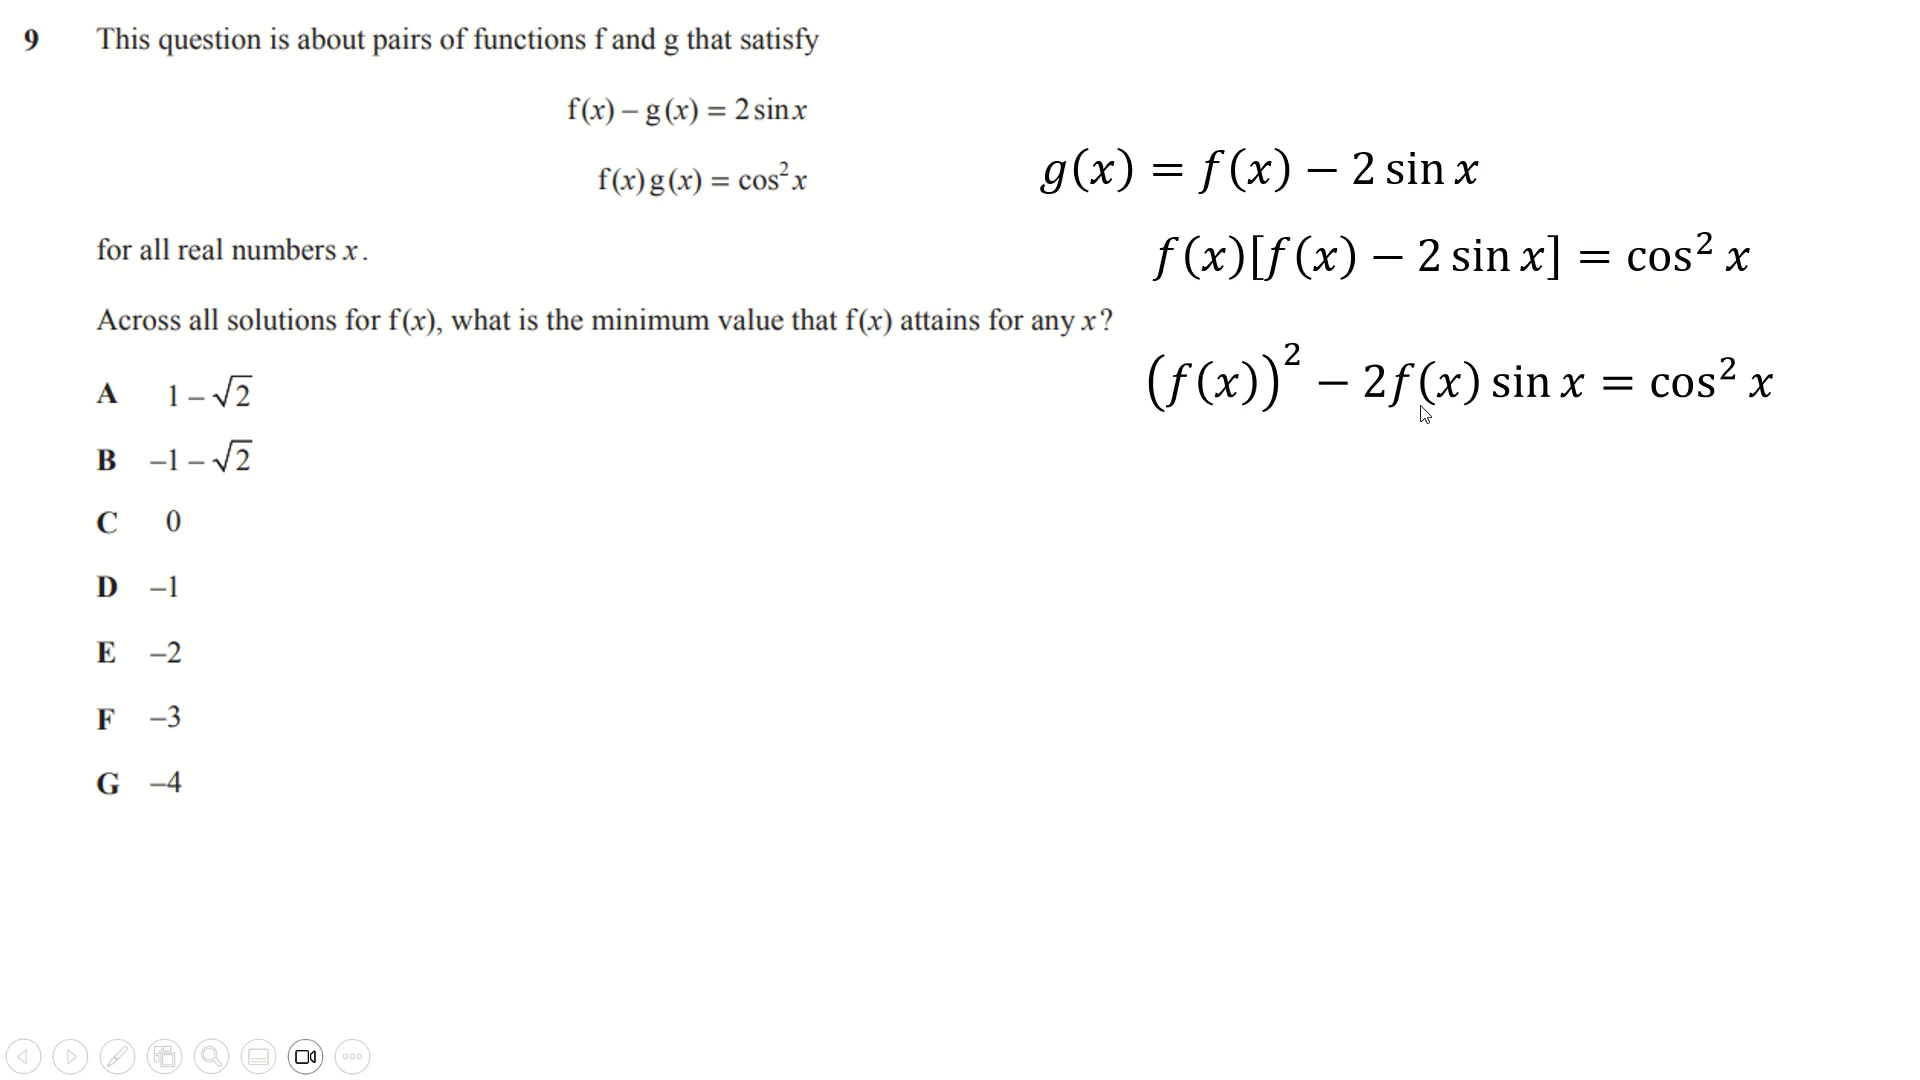 9 This question is about pairs of functions f and g that satisfy
f(x) – g(x) = 2 sin x
f(x)g(x) = cos² x
for all real numbers x.
Across all solutions for f(x), what is the minimum value that f(x) attains for any x?
A 1 – √2
B –1 – √2
C 0
D –1
E –2
F –3
G –4
g(x) = f(x) − 2 sin x
f(x)[f(x) − 2 sin x] = cos² x
(f(x))² − 2f(x) sin x = cos² x